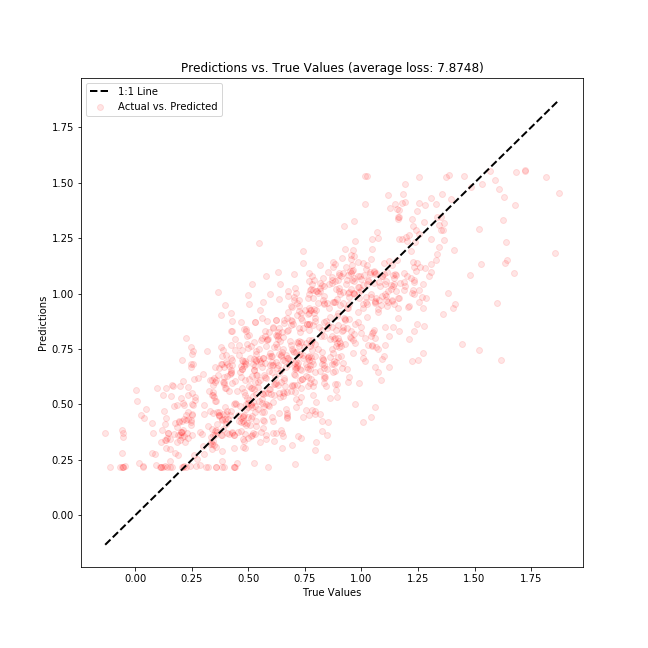 Predictions vs. True Values (average loss: 7.8748)
1:1 Line
Actual vs. Predicted
1.75
1.50
1.25
1.00
0.75
0.50
0.25
0.00
Predictions
0.00 0.25 0.50 0.75 1.00 1.25 1.50 1.75
True Values